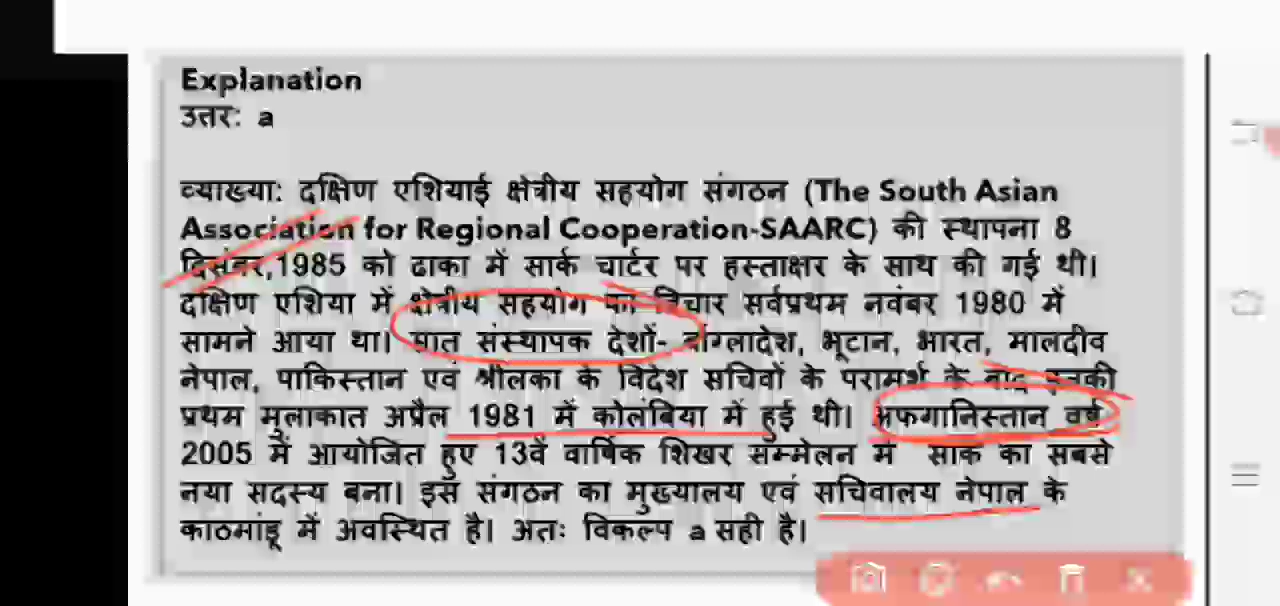 Explanation
उत्तर: a
व्याख्या: दक्षिण एशियाई क्षेत्रीय सहयोग संगठन (The South Asian
Association for Regional Cooperation-SAARC) की स्थापना 8
दिसंबर,1985 को ढाका में सार्क चार्टर पर हस्ताक्षर के साथ की गई थी।
दक्षिण एशिया में क्षेत्रीय सहयोग का विचार सर्वप्रथम नवंबर 1980 में
सामने आया था। सात संस्थापक देशों- बांग्लादेश, भूटान, भारत, मालदीव
नेपाल, पाकिस्तान एवं श्रीलंका के विदेश सचिवों के परामर्श के बाद इनकी
प्रथम मुलाकात अप्रैल 1981 में कोलंबिया में हुई थी। अफगानिस्तान वर्ष
2005 में आयोजित हुए 13वें वार्षिक शिखर सम्मेलन में सार्क का सबसे
नया सदस्य बना। इस संगठन का मुख्यालय एवं सचिवालय नेपाल के
काठमांडू में अवस्थित है। अतः विकल्प a सही है।